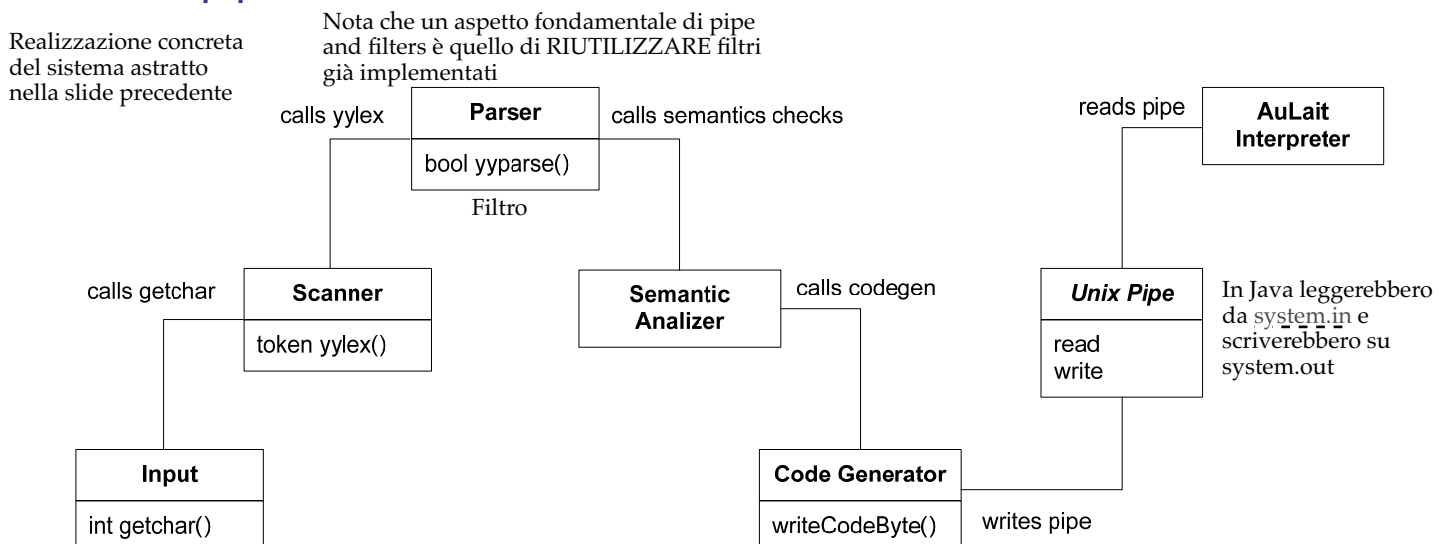 Realizzazione concreta
del sistema astratto
nella slide precedente
Nota che un aspetto fondamentale di pipe
and filters è quello di RIUTILIZZARE filtri
già implementati
calls yylex
Parser
bool yyparse()
Filtro
calls semantics checks
reads pipe
AuLait
Interpreter
calls getchar
Scanner
token yylex()
Semantic
Analizer
calls codegen
Unix Pipe
read
write
In Java leggerebbero
da system.in e
scriverebbero su
system.out
Input
int getchar()
Code Generator
writeCodeByte()
writes pipe